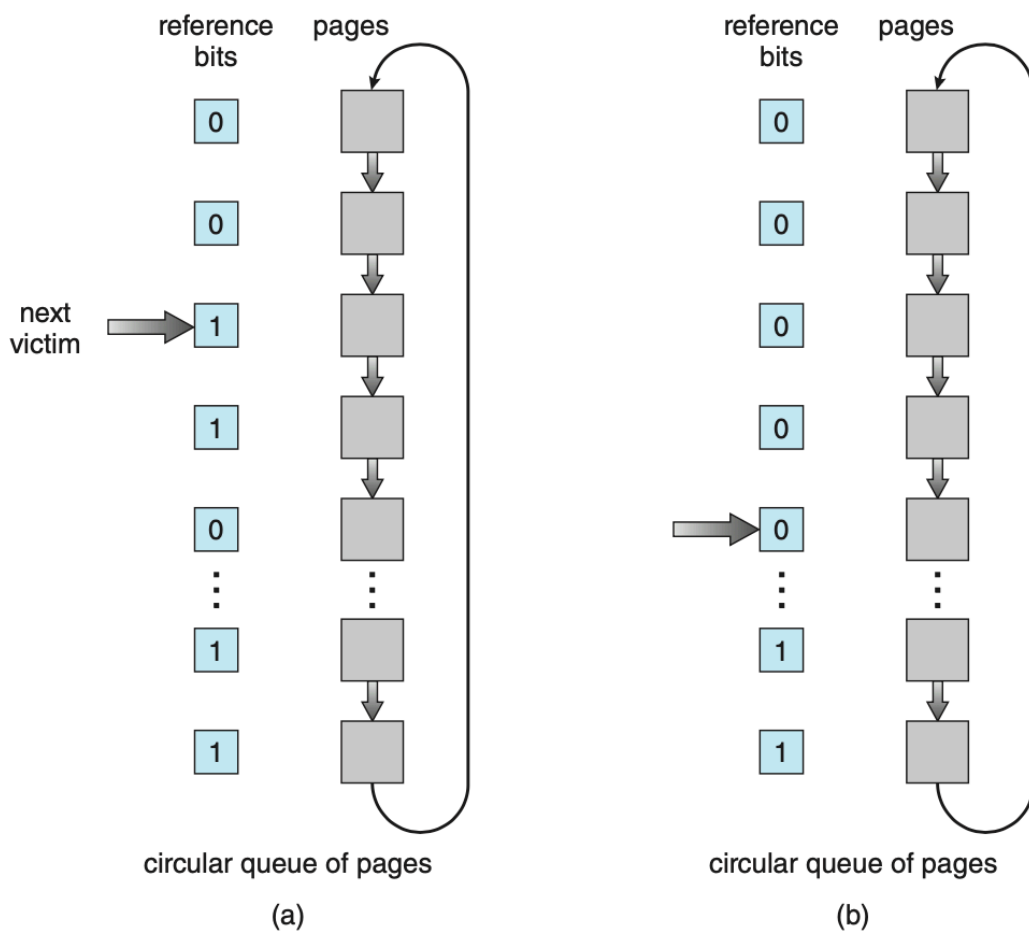 reference pages
bits
0
0
next
victim
1
1
0
1
1
circular queue of pages
(a)
reference pages
bits
0
0
0
0
0
1
1
circular queue of pages
(b)